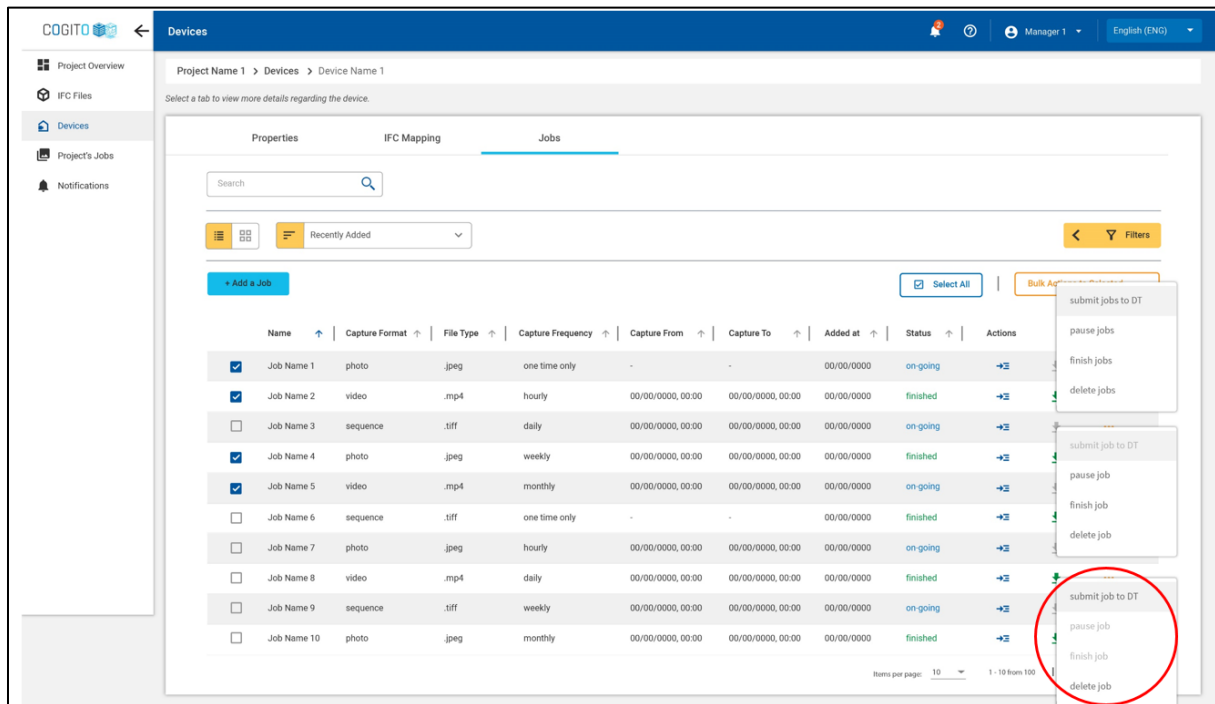 COGITO
Devices
2
Manager 1
English (ENG)
Project Overview
IFC Files
Devices
Project's Jobs
Notifications
Project Name 1 > Devices > Device Name 1
Select a tab to view more details regarding the device.
Properties IFC Mapping Jobs
Search
Recently Added
Filters
+ Add a Job
Select All
Bulk Actions to Selected
submit jobs to DT
pause jobs
finish jobs
delete jobs
Name Capture Format File Type Capture Frequency Capture From Capture To Added at Status Actions
Job Name 1 photo .jpeg one time only - - 00/00/0000 on-going
Job Name 2 video .mp4 hourly 00/00/0000, 00:00 00/00/0000, 00:00 00/00/0000 finished
Job Name 3 sequence .tiff daily 00/00/0000, 00:00 00/00/0000, 00:00 00/00/0000 on-going
Job Name 4 photo .jpeg weekly 00/00/0000, 00:00 00/00/0000, 00:00 00/00/0000 finished
Job Name 5 video .mp4 monthly 00/00/0000, 00:00 00/00/0000, 00:00 00/00/0000 on-going
Job Name 6 sequence .tiff one time only - - 00/00/0000 finished
Job Name 7 photo .jpeg hourly 00/00/0000, 00:00 00/00/0000, 00:00 00/00/0000 on-going
Job Name 8 video .mp4 daily 00/00/0000, 00:00 00/00/0000, 00:00 00/00/0000 finished
Job Name 9 sequence .tiff weekly 00/00/0000, 00:00 00/00/0000, 00:00 00/00/0000 on-going
Job Name 10 photo .jpeg monthly 00/00/0000, 00:00 00/00/0000, 00:00 00/00/0000 finished
submit job to DT
pause job
finish job
delete job
submit job to DT
pause job
finish job
delete job
Items per page: 10 1 - 10 from 100